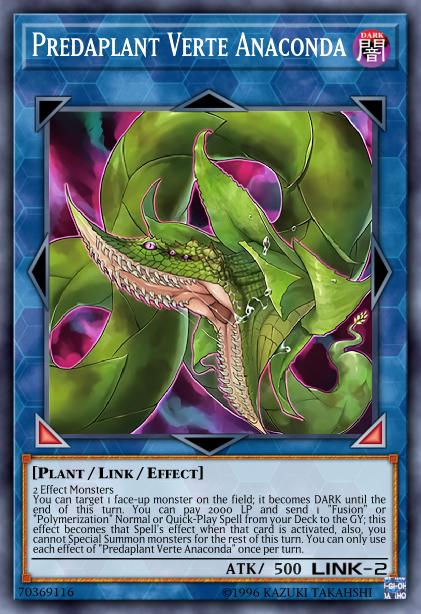 PREDAPLANT VERTE ANACONDA
DARK
闇
[PLANT / LINK / EFFECT]
2 Effect Monsters
You can target 1 face-up monster on the field; it becomes DARK until
the end of this turn. You can pay 2000 LP and send 1 "Fusion" or
"Polymerization" Normal or Quick-Play Spell from your Deck to the GY; this
effect becomes that Spell's effect when that card is activated, also, you
cannot Special Summon monsters for the rest of this turn. You can only use
each effect of "Predaplant Verte Anaconda" once per turn.
ATK/ 500 LINK-2
70369116 ©1996 KAZUKI TAKAHSHI